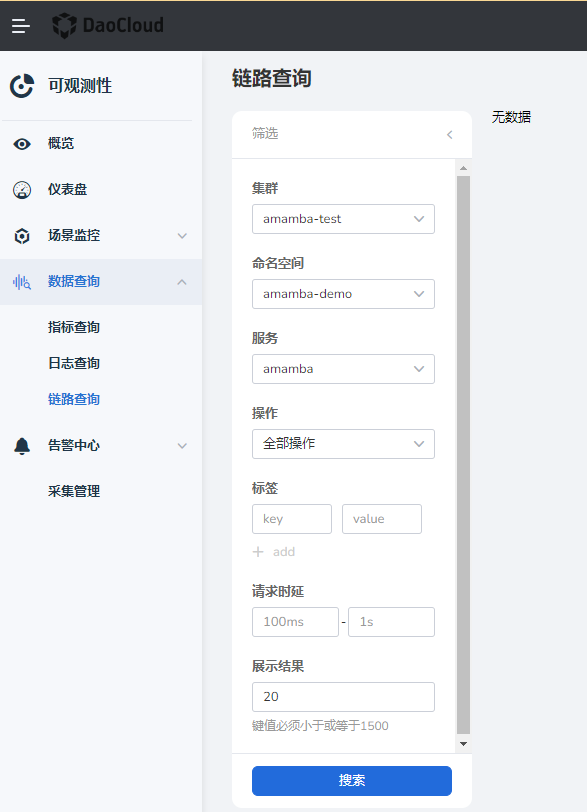 DaoCloud
可观测性
概览
仪表盘
场景监控
数据查询
指标查询
日志查询
链路查询
告警中心
采集管理
链路查询
筛选
无数据
集群
amamba-test
命名空间
amamba-demo
服务
amamba
操作
全部操作
标签
key value
+ add
请求时延
100ms - 1s
展示结果
20
键值必须小于或等于1500
搜索